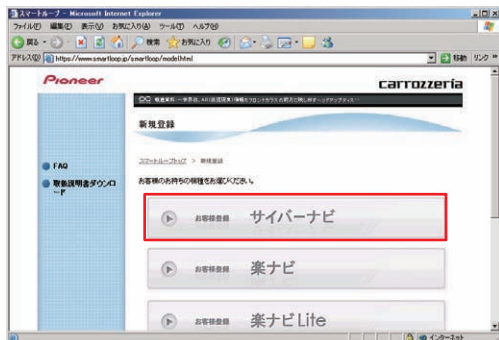 スマートループ - Microsoft Internet Explorer
ファイル(F) 編集(E) 表示(V) お気に入り(A) ツール(T) ヘルプ(H)
戻る 検索 お気に入り
アドレス(D) https://www.smartloop.jp/smartloop/model.html 移動 リンク
Pioneer carrozzeria
新規登録
スマートループトップ > 新規登録
FAQ
お客様のお持ちの機種をお選びください。
取扱説明書ダウンロード
お客様登録 サイバーナビ
お客様登録 楽ナビ
お客様登録 楽ナビLite
インターネット